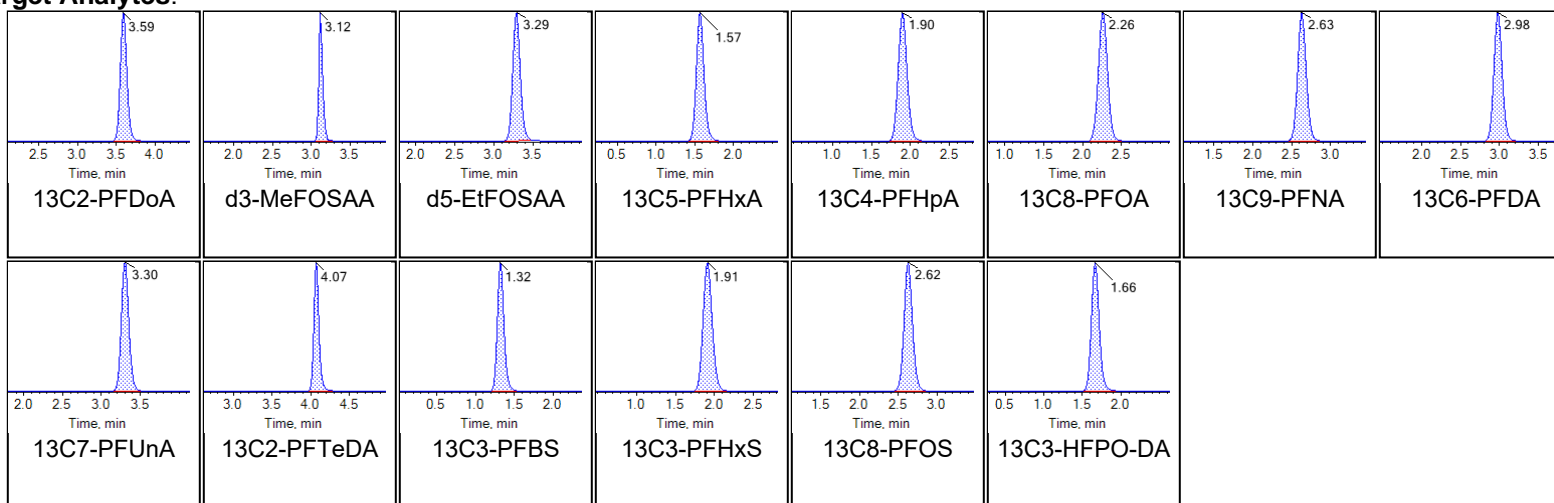 arget Analytes:
3.59 3.12 3.29 1.57 1.90 2.26 2.63 2.98
2.5 3.0 3.5 4.0 2.0 2.5 3.0 3.5 2.0 2.5 3.0 3.5 0.5 1.0 1.5 2.0 1.0 1.5 2.0 2.5 1.0 1.5 2.0 2.5 1.5 2.0 2.5 3.0 2.0 2.5 3.0 3.5
Time, min Time, min Time, min Time, min Time, min Time, min Time, min Time, min
13C2-PFDoA d3-MeFOSAA d5-EtFOSAA 13C5-PFHxA 13C4-PFHpA 13C8-PFOA 13C9-PFNA 13C6-PFDA
3.30 4.07 1.32 1.91 2.62 1.66
2.0 2.5 3.0 3.5 3.0 3.5 4.0 4.5 0.5 1.0 1.5 2.0 1.0 1.5 2.0 2.5 1.5 2.0 2.5 3.0 0.5 1.0 1.5 2.0
Time, min Time, min Time, min Time, min Time, min Time, min
13C7-PFUnA 13C2-PFTeDA 13C3-PFBS 13C3-PFHxS 13C8-PFOS 13C3-HFPO-DA